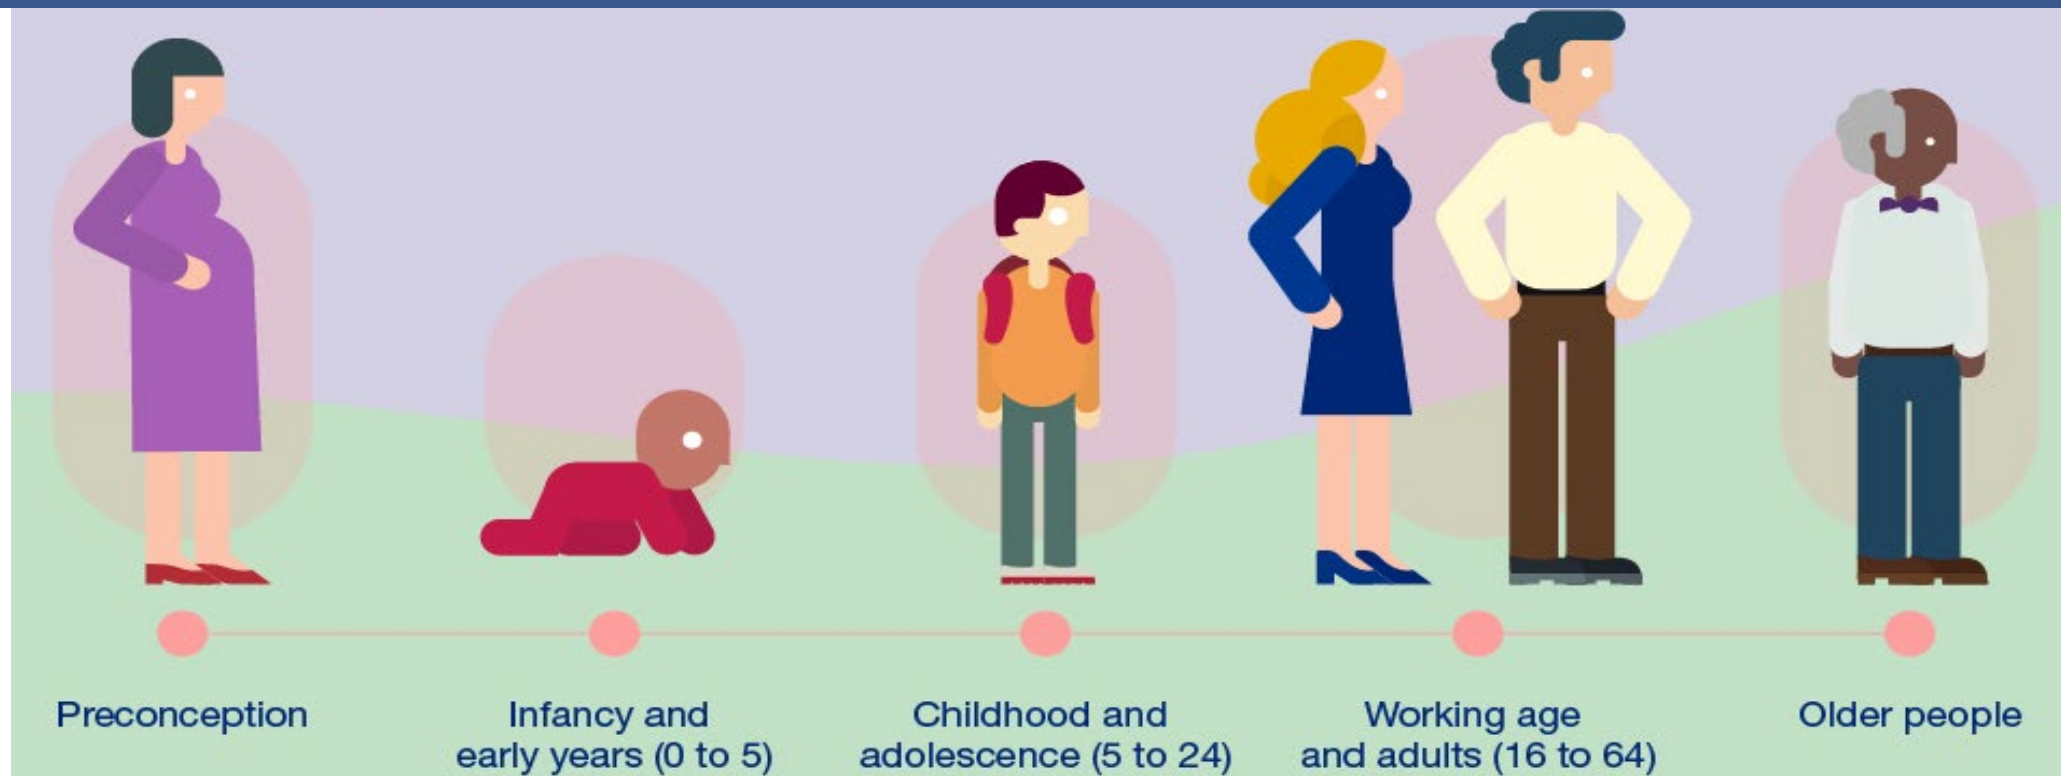 Preconception
Infancy and
early years (0 to 5)
Childhood and
adolescence (5 to 24)
Working age
and adults (16 to 64)
Older people